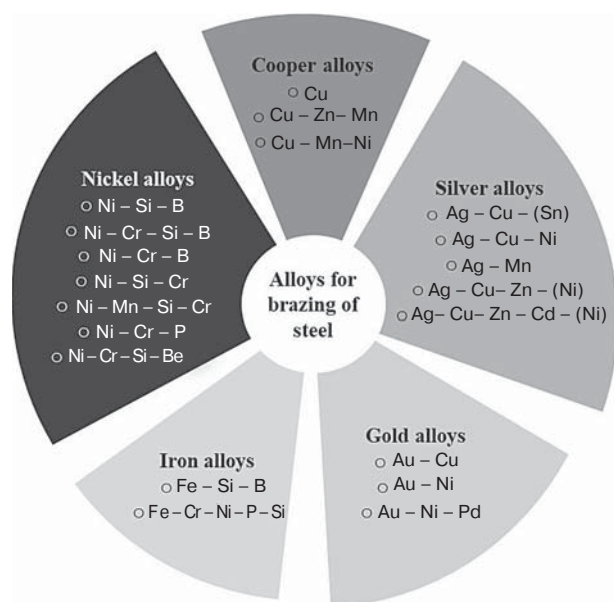 Cooper alloys
Cu
Cu – Zn– Mn
Cu – Mn–Ni
Silver alloys
Ag – Cu – (Sn)
Ag – Cu – Ni
Ag – Mn
Ag – Cu– Zn – (Ni)
Ag– Cu– Zn – Cd – (Ni)
Gold alloys
Au – Cu
Au – Ni
Au – Ni – Pd
Iron alloys
Fe – Si – B
Fe–Cr–Ni–P–Si
Nickel alloys
Ni – Si – B
Ni – Cr – Si – B
Ni – Cr – B
Ni – Si – Cr
Ni – Mn – Si – Cr
Ni – Cr – P
Ni–Cr–Si–Be
Alloys for
brazing of
steel